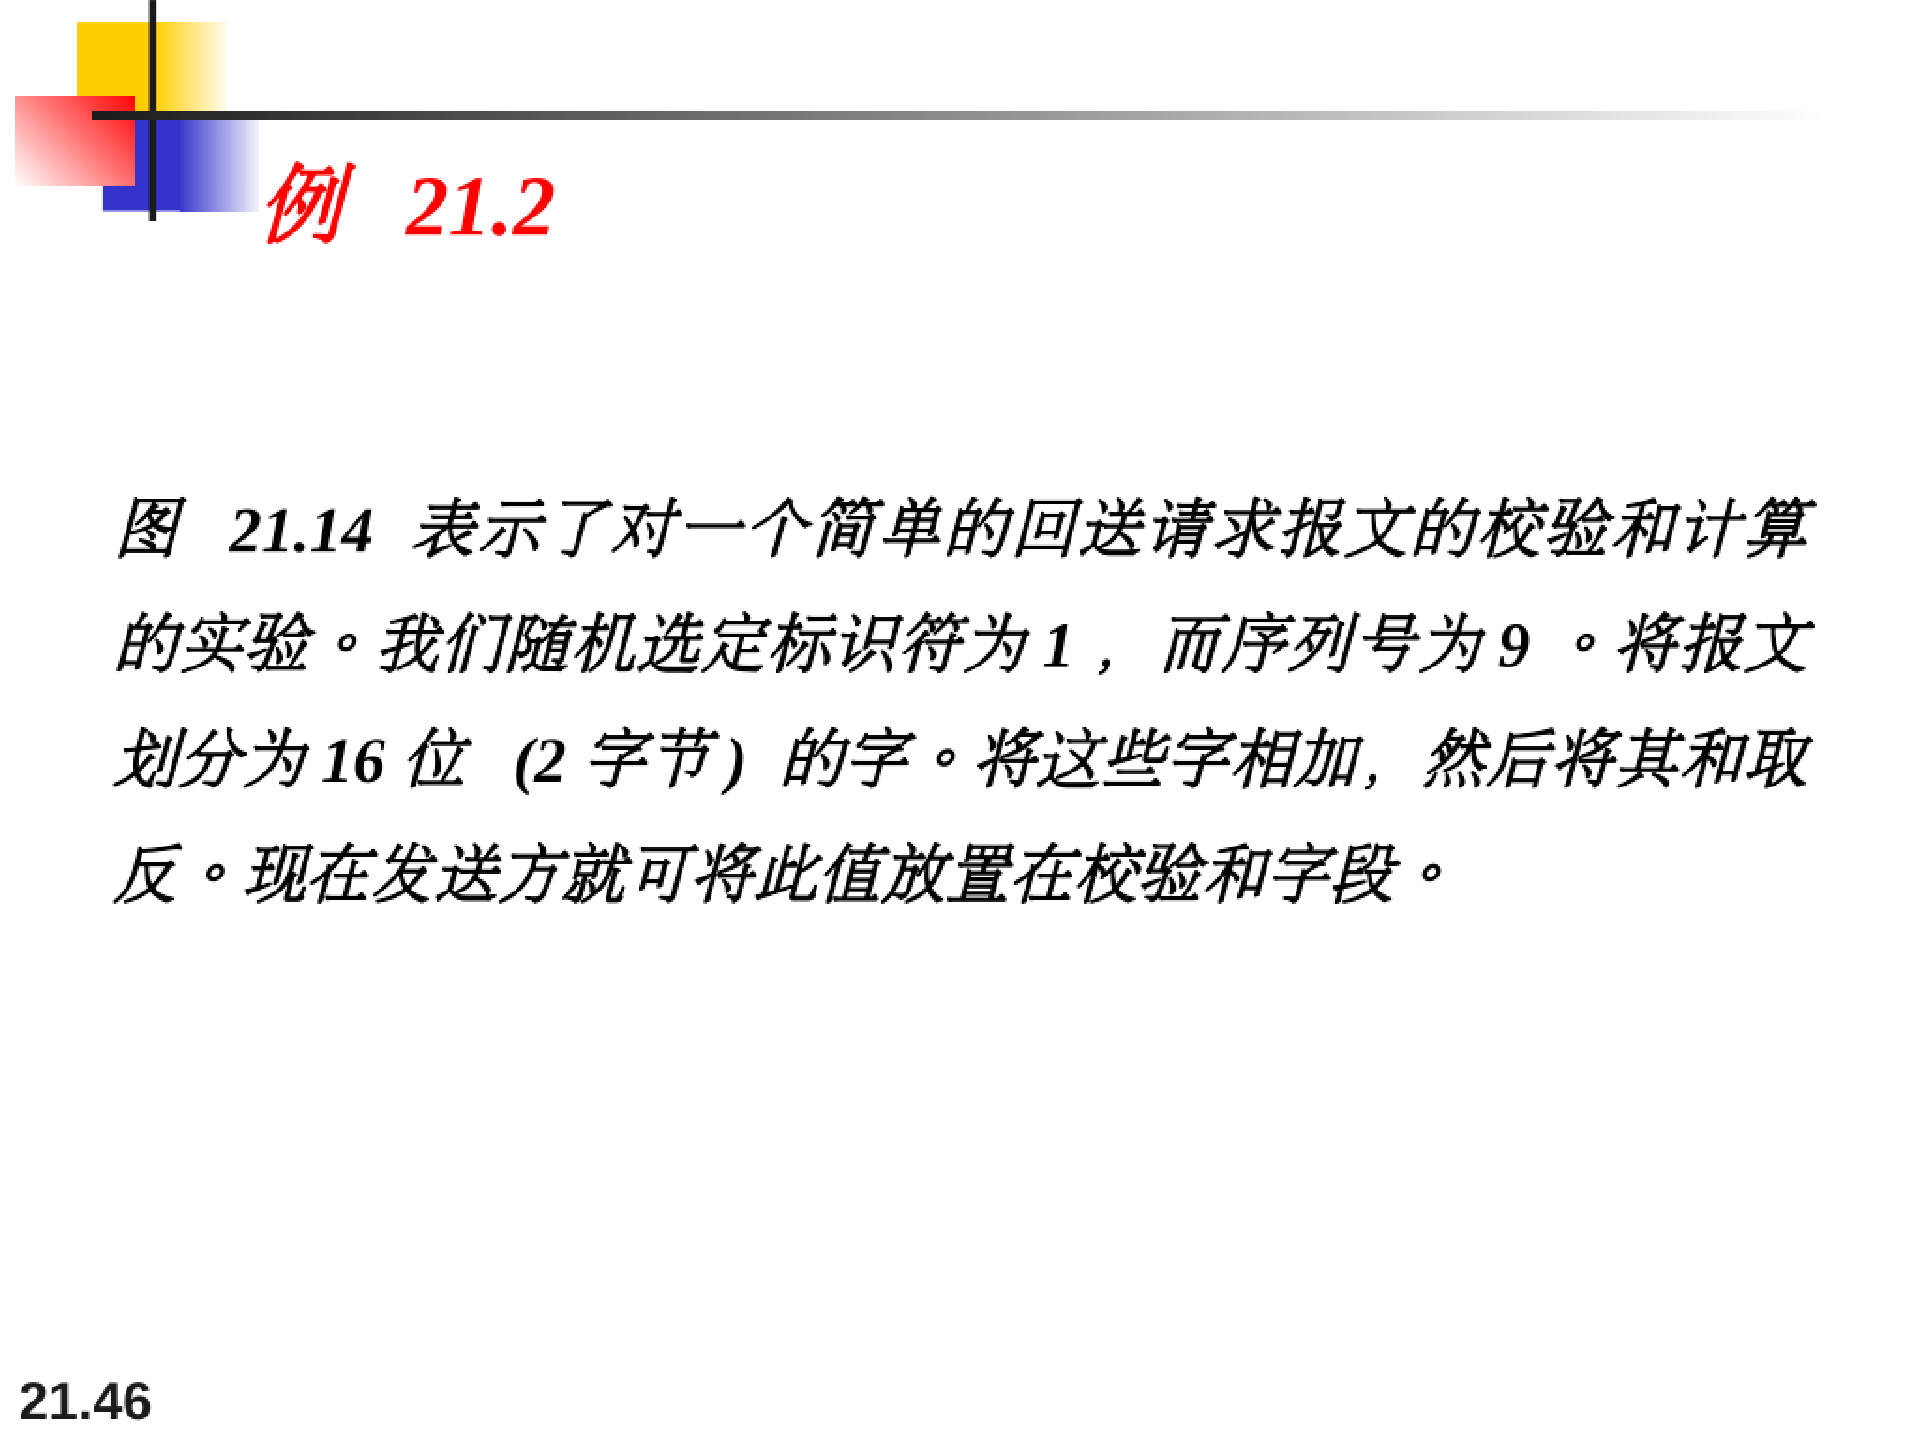 例 21.2
图 21.14 表示了对一个简单的回送请求报文的校验和计算
的实验。我们随机选定标识符为1，而序列号为9 。将报文
划分为16 位 (2 字节) 的字。将这些字相加，然后将其和取
反。现在发送方就可将此值放置在校验和字段。
21.46